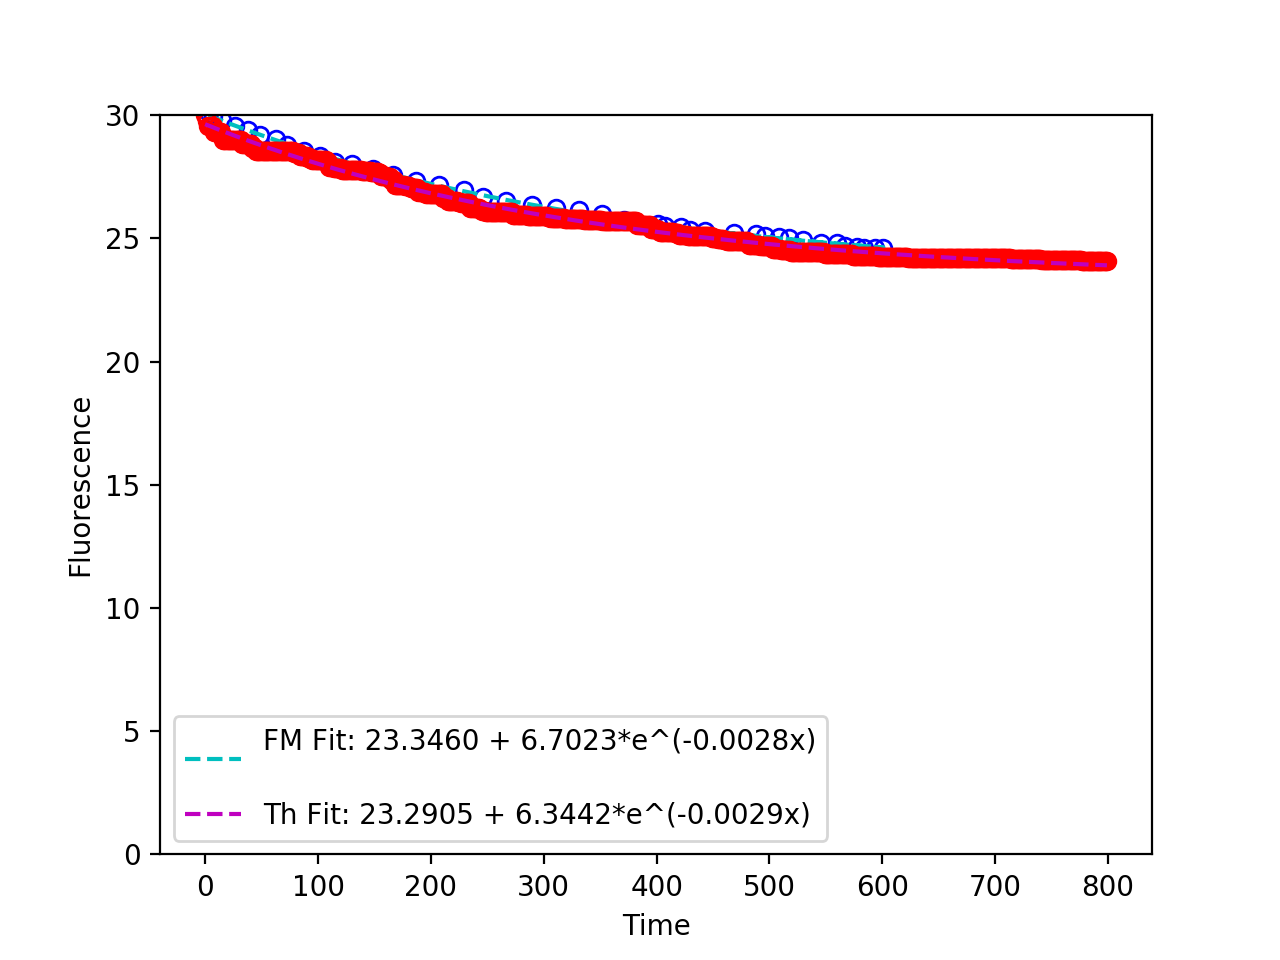 30
25
20
15
10
5
0
Fluorescence
FM Fit: 23.3460 + 6.7023*e^(-0.0028x)
Th Fit: 23.2905 + 6.3442*e^(-0.0029x)
0 100 200 300 400 500 600 700 800
Time